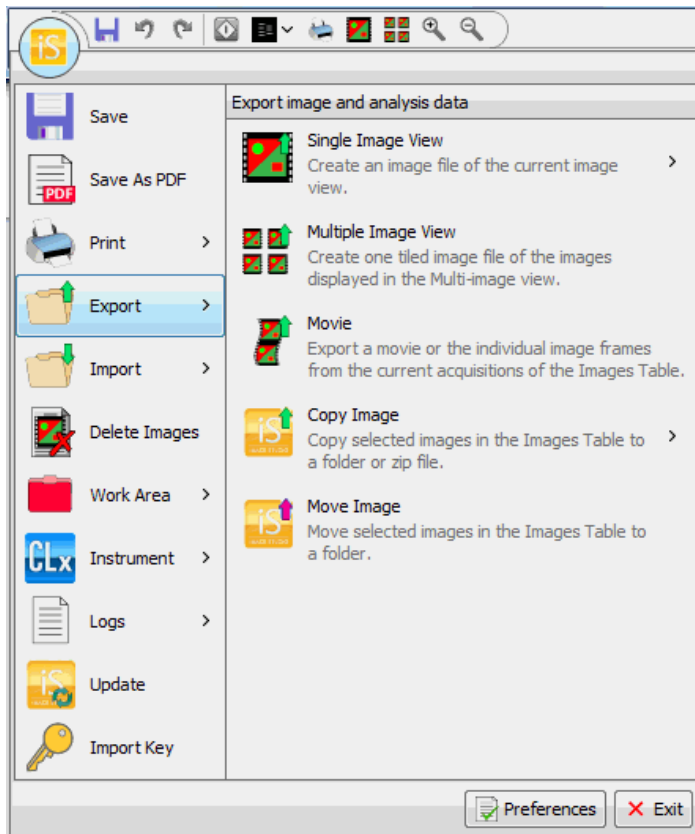 iS
Save
Save As PDF
PDF
Print
Export
Import
Delete Images
Work Area
CLx
Instrument
Logs
iS
Update
Import Key
Export image and analysis data
Single Image View
Create an image file of the current image
view.
Multiple Image View
Create one tiled image file of the images
displayed in the Multi-image view.
Movie
Export a movie or the individual image frames
from the current acquisitions of the Images Table.
iS
Copy Image
Copy selected images in the Images Table to
a folder or zip file.
iS
Move Image
Move selected images in the Images Table to
a folder.
Preferences
Exit